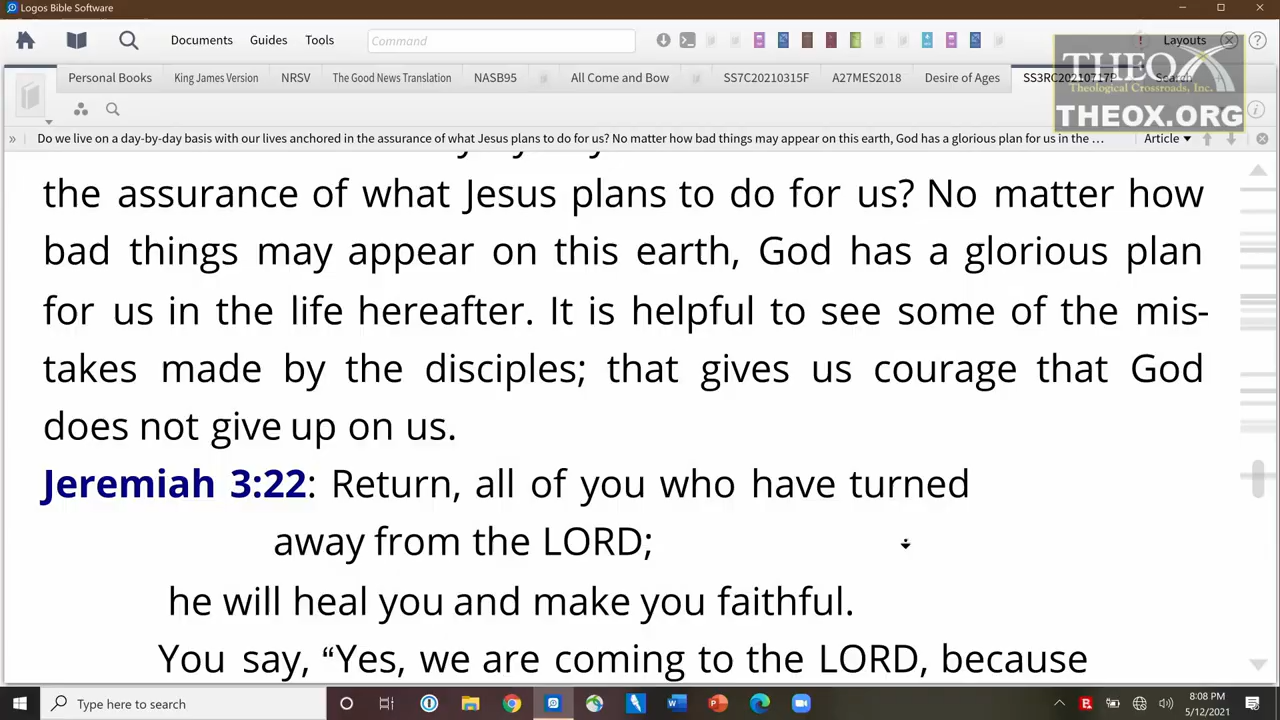 Logos Bible Software
Documents Guides Tools Command Layouts
Personal Books King James Version NRSV The Good News Translation NASB95 All Come and Bow SS7C20210315F A27MES2018 Desire of Ages SS3RC20210717P Search
THEOX
Theological Crossroads, Inc.
THEOX.ORG
Do we live on a day-by-day basis with our lives anchored in the assurance of what Jesus plans to do for us? No matter how bad things may appear on this earth, God has a glorious plan for us in the … Article
the assurance of what Jesus plans to do for us? No matter how
bad things may appear on this earth, God has a glorious plan
for us in the life hereafter. It is helpful to see some of the mis-
takes made by the disciples; that gives us courage that God
does not give up on us.
Jeremiah 3:22: Return, all of you who have turned
away from the LORD;
he will heal you and make you faithful.
You say, “Yes, we are coming to the LORD, because
Type here to search
8:08 PM
5/12/2021